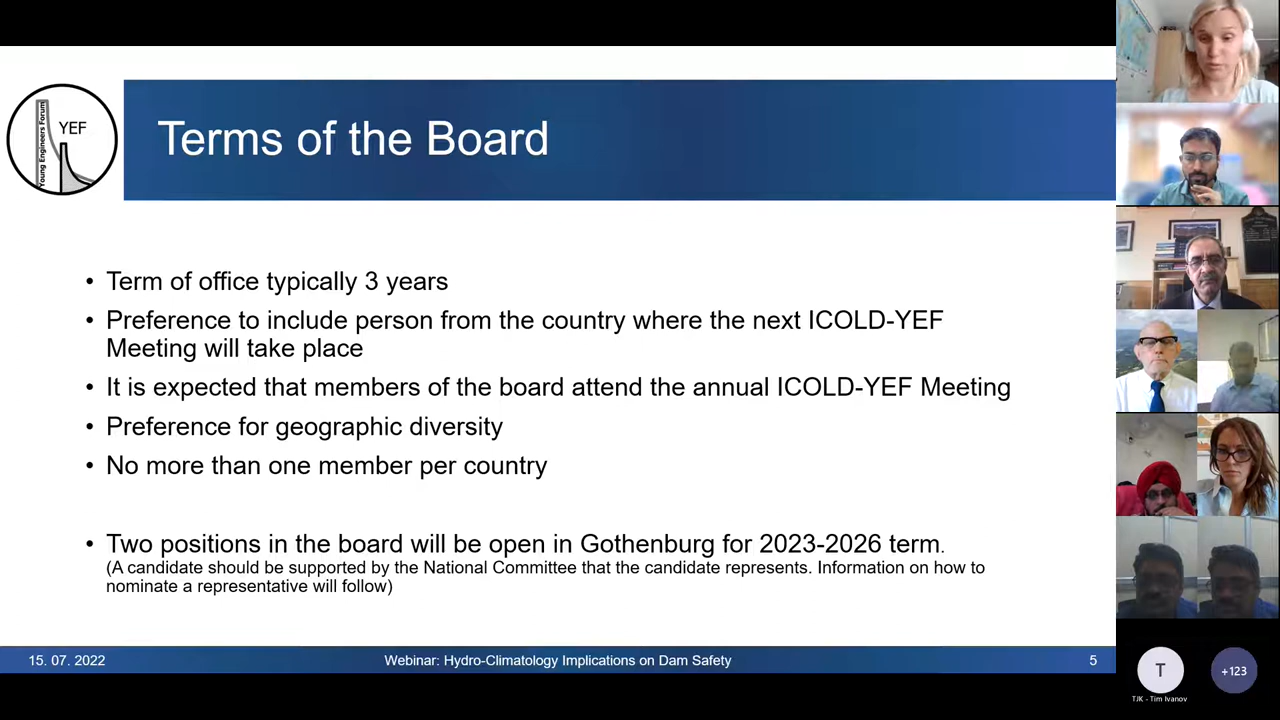 YEF
Young Engineers Forum
Terms of the Board
• Term of office typically 3 years
• Preference to include person from the country where the next ICOLD-YEF
Meeting will take place
• It is expected that members of the board attend the annual ICOLD-YEF Meeting
• Preference for geographic diversity
• No more than one member per country
• Two positions in the board will be open in Gothenburg for 2023-2026 term.
(A candidate should be supported by the National Committee that the candidate represents. Information on how to
nominate a representative will follow)
15. 07. 2022
Webinar: Hydro-Climatology Implications on Dam Safety
5
T
+123
TJK - Tim Ivanov